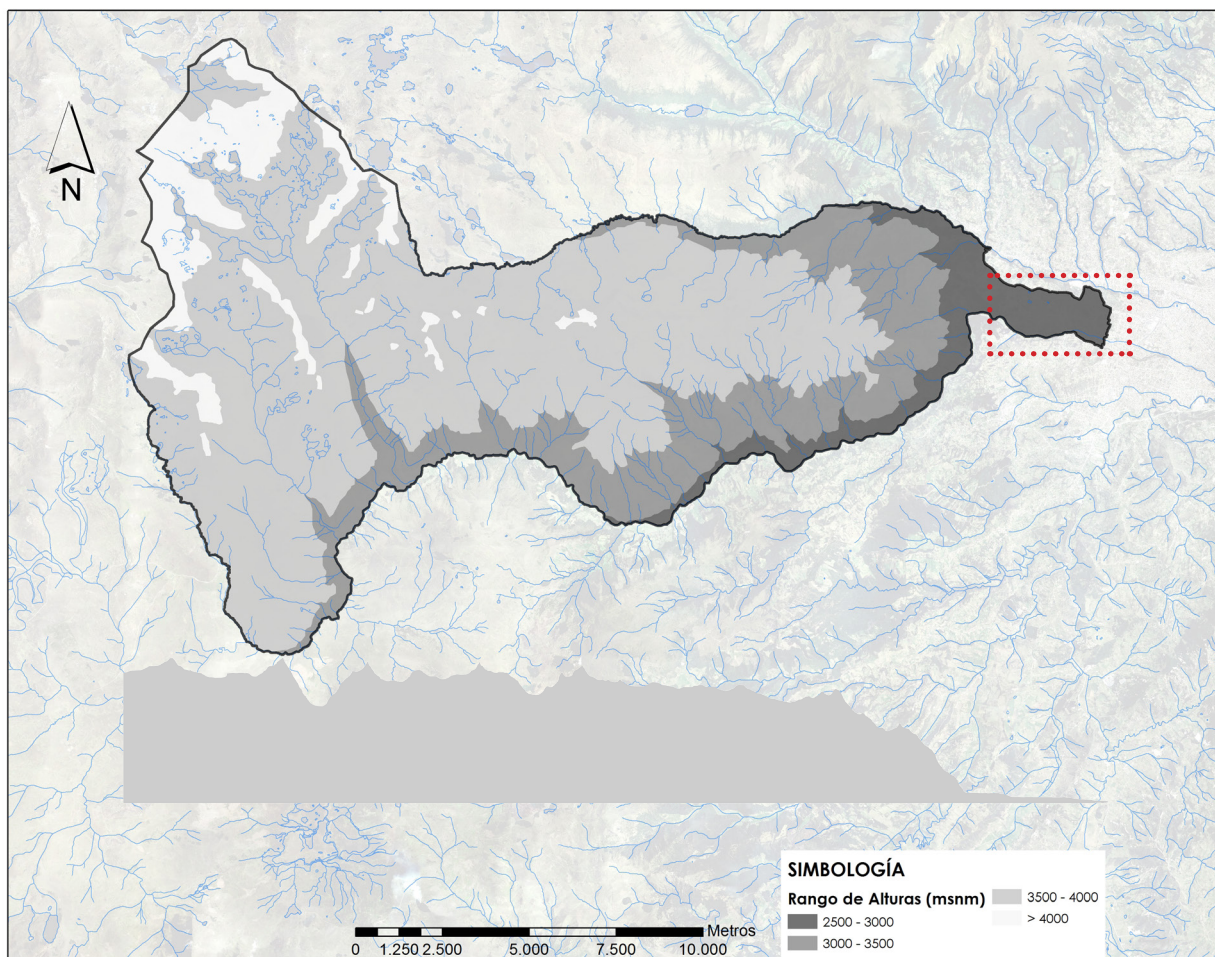 N
SIMBOLOGÍA
Rango de Alturas (msnm)
2500 - 3000
3000 - 3500
3500 - 4000
> 4000
Metros
0 1.250 2.500 5.000 7.500 10.000